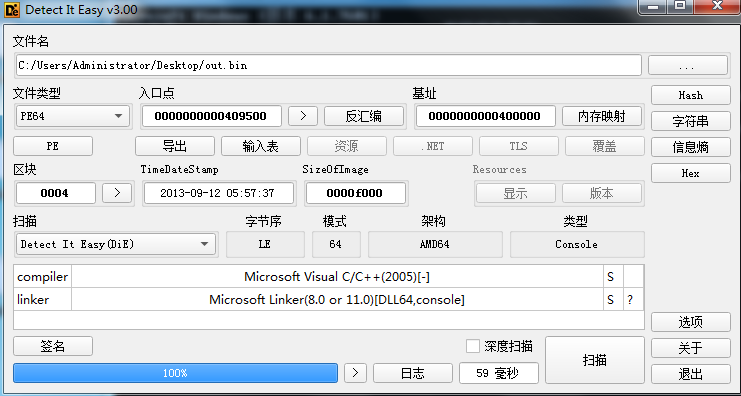 Detect It Easy v3.00
文件名
C:/Users/Administrator/Desktop/out.bin ...
文件类型 入口点 基址
PE64 0000000000409500 > 反汇编 0000000000400000 内存映射 Hash
PE 导出 输入表 资源 .NET TLS 覆盖 字符串
区块 TimeDateStamp SizeOfImage Resources 信息熵
0004 > 2013-09-12 05:57:37 0000f000 显示 版本 Hex
扫描 字节序 模式 架构 类型
Detect It Easy(DiE) LE 64 AMD64 Console
compiler Microsoft Visual C/C++(2005)[-] S
linker Microsoft Linker(8.0 or 11.0)[DLL64,console] S ?
选项
签名 深度扫描 扫描 关于
100% > 日志 59 毫秒 退出